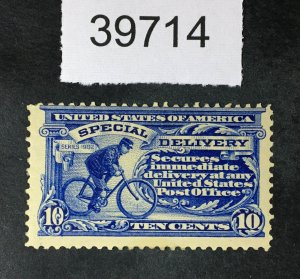 39714
UNITED STATES OF AMERICA
SPECIAL DELIVERY
SERIES 1902
Secures
immediate
delivery at any
United States
Post Office
10 TEN CENTS 10